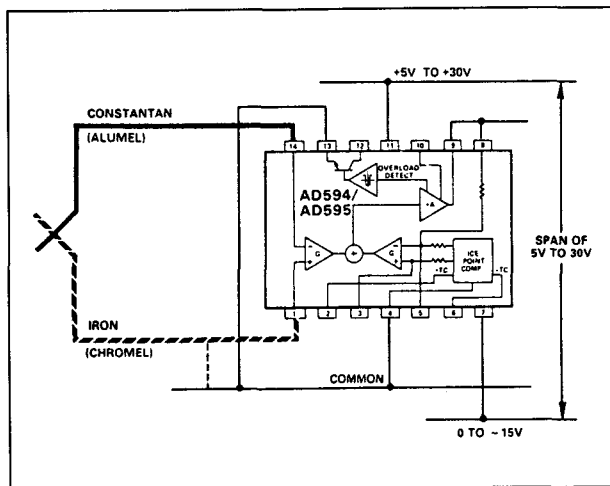 +5V TO +30V
CONSTANTAN
(ALUMEL)
14 13 12 11 10 9 8
OVERLOAD
DETECT
AD594/
AD595
+A
G
G
ICE
POINT
COMP
-TC
-TC
SPAN OF
5V TO 30V
1 2 3 4 5 6 7
IRON
(CHROMEL)
COMMON
0 TO -15V